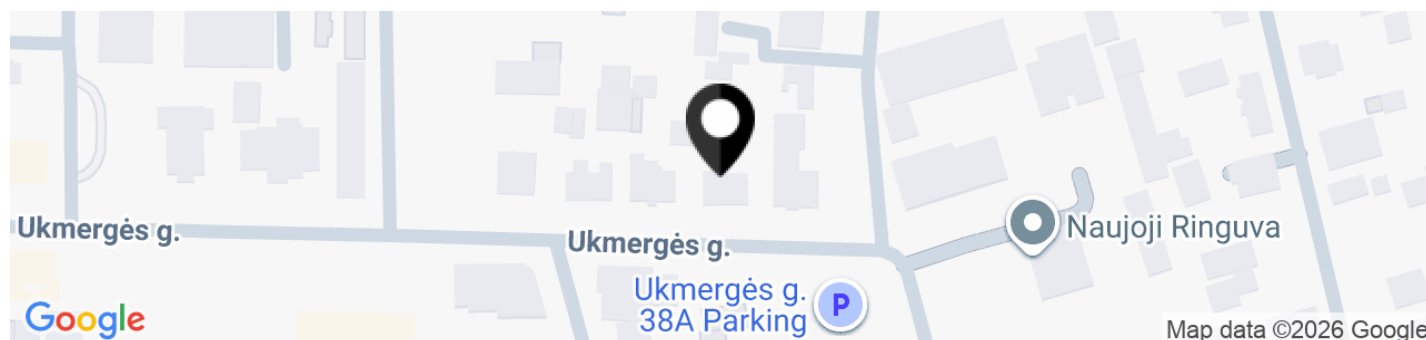 Ukmergės g.
Ukmergės g.
Naujoji Ringuva
Ukmergės g.
38A Parking
P
Google
Map data ©2026 Google